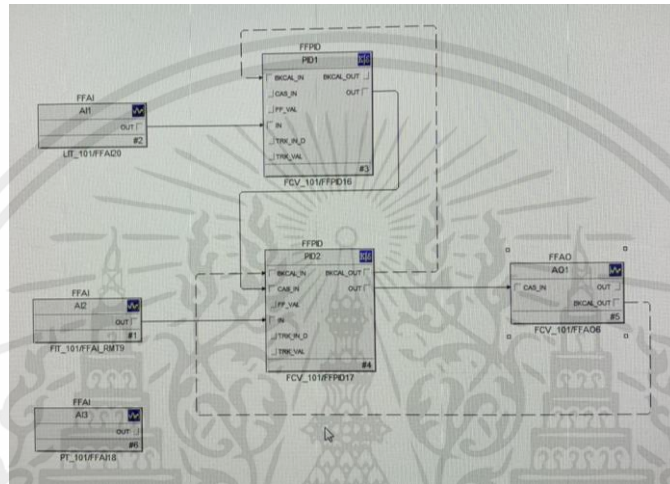 FFPID
PID1
BKCAL_IN BKCAL_OUT
CAS_IN OUT
FF_VAL
IN
TRK_IN_D
TRK_VAL
#3
FCV_101/FFPID16
FFAI
AI1
OUT
#2
LIT_101/FFAI20
FFPID
PID2
BKCAL_IN BKCAL_OUT
CAS_IN OUT
FF_VAL
IN
TRK_IN_D
TRK_VAL
#4
FCV_101/FFPID17
FFAO
AO1
CAS_IN OUT
BKCAL_OUT
#5
FCV_101/FFAO6
FFAI
AI2
OUT
#1
FIT_101/FFAI_RMT9
FFAI
AI3
OUT
#6
PT_101/FFAI18